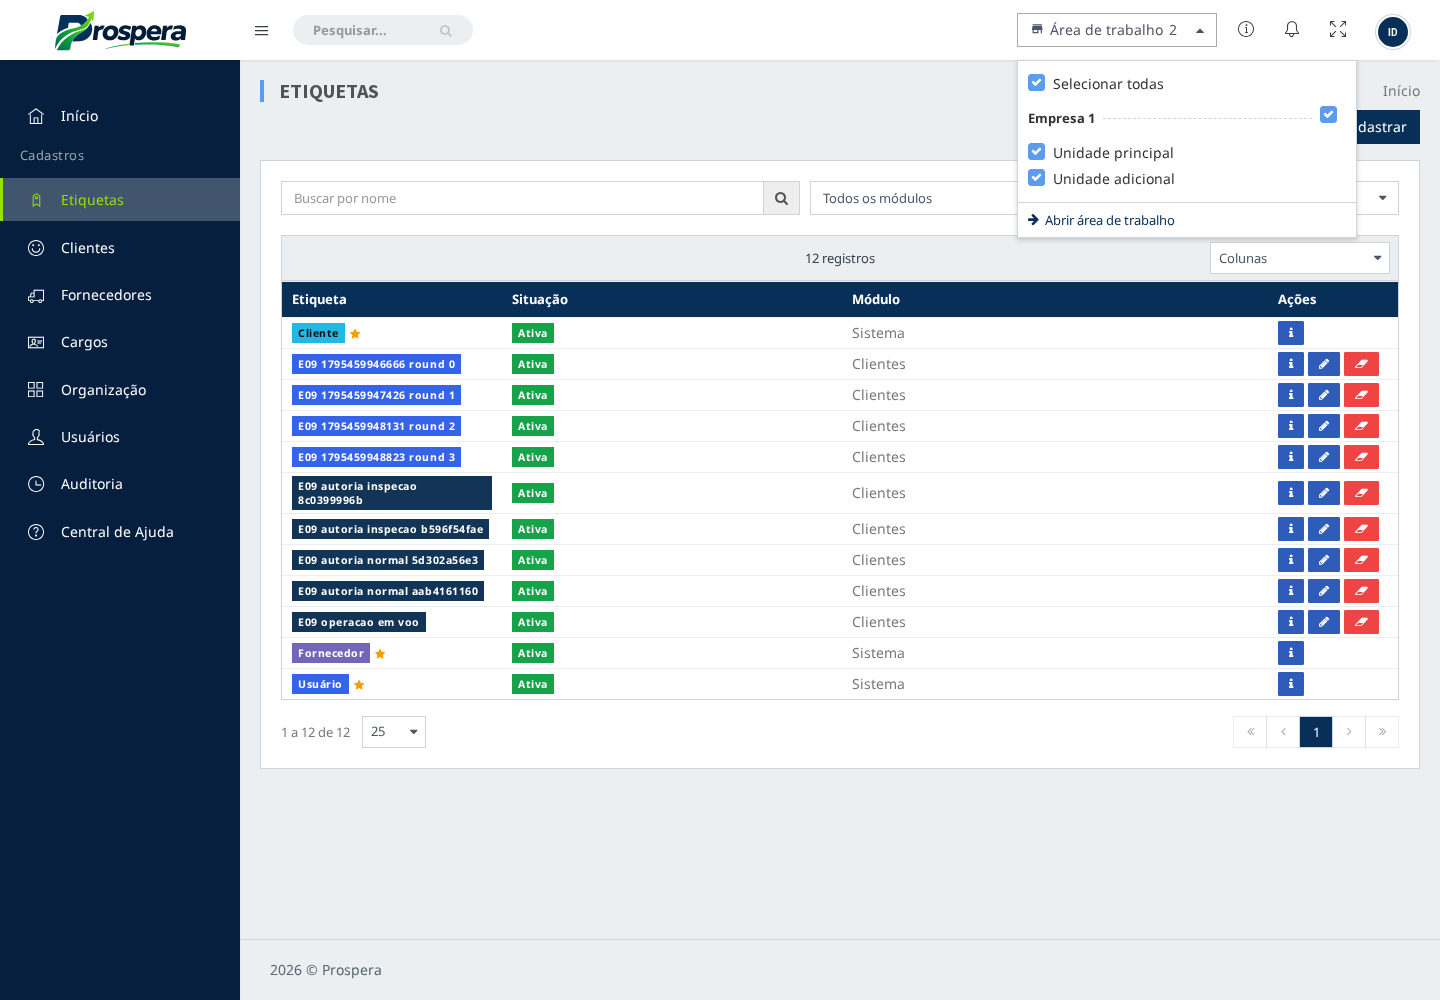 Prospera
Pesquisar...
Área de trabalho 2
ID
Selecionar todas
Empresa 1
Unidade principal
Unidade adicional
Abrir área de trabalho
Início
Cadastros
Etiquetas
Clientes
Fornecedores
Cargos
Organização
Usuários
Auditoria
Central de Ajuda
ETIQUETAS
Início
dastrar
Buscar por nome
Todos os módulos
12 registros
Colunas
Etiqueta Situação Módulo Ações
Cliente Ativa Sistema
E09 1795459946666 round 0 Ativa Clientes
E09 1795459947426 round 1 Ativa Clientes
E09 1795459948131 round 2 Ativa Clientes
E09 1795459948823 round 3 Ativa Clientes
E09 autoria inspecao
8c0399996b Ativa Clientes
E09 autoria inspecao b596f54fae Ativa Clientes
E09 autoria normal 5d302a56e3 Ativa Clientes
E09 autoria normal aab4161160 Ativa Clientes
E09 operacao em voo Ativa Clientes
Fornecedor Ativa Sistema
Usuário Ativa Sistema
1 a 12 de 12 25
« ‹ 1 › »
2026 © Prospera